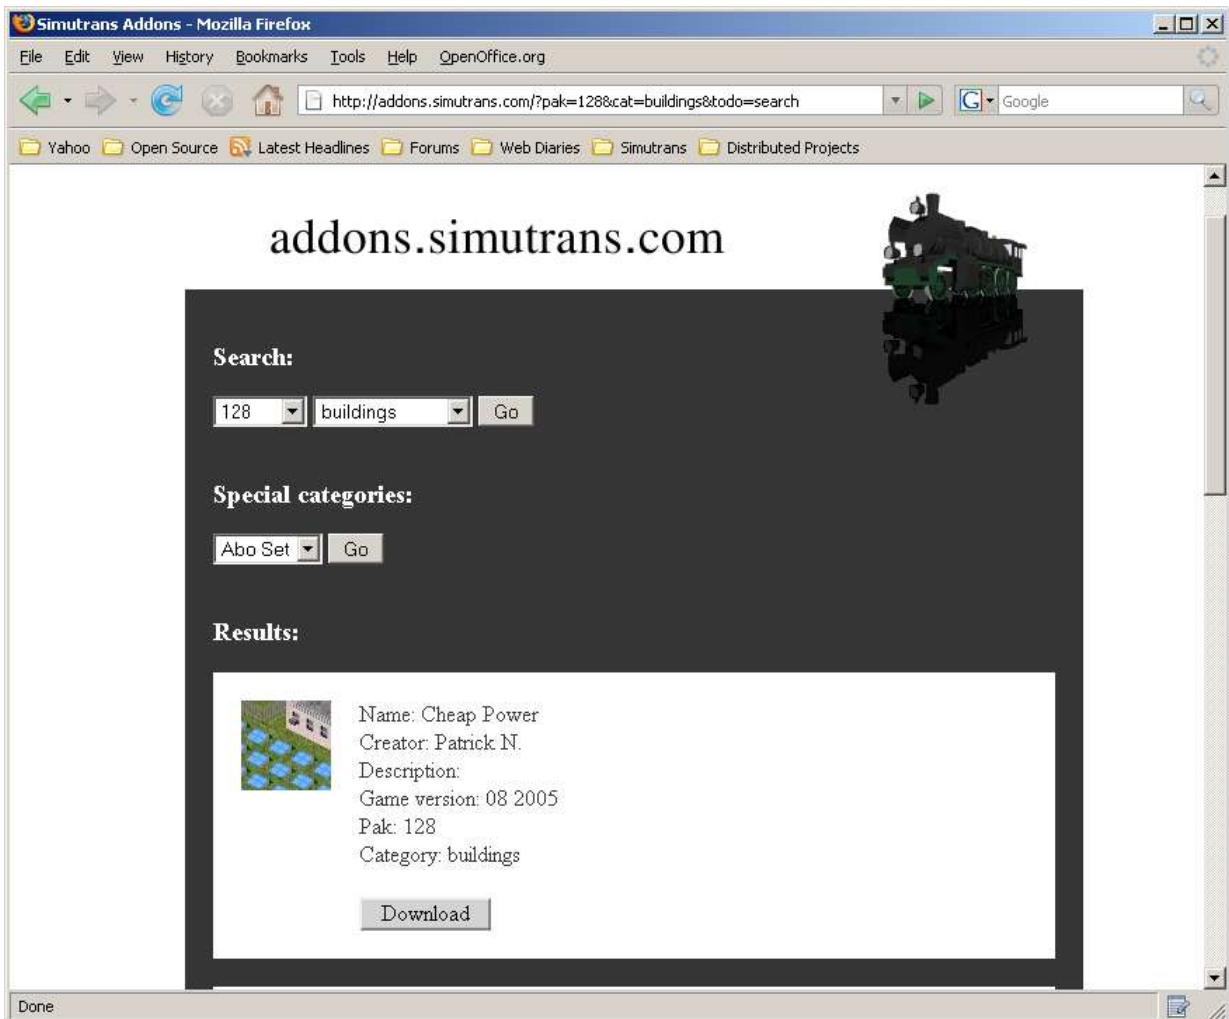 Simutrans Addons - Mozilla Firefox
File Edit View History Bookmarks Tools Help OpenOffice.org
http://addons.simutrans.com/?pak=128&cat=buildings&todo=search G Google
Yahoo Open Source Latest Headlines Forums Web Diaries Simutrans Distributed Projects
addons.simutrans.com
Search:
128 buildings Go
Special categories:
Abo Set Go
Results:
Name: Cheap Power
Creator: Patrick N.
Description:
Game version: 08 2005
Pak: 128
Category: buildings
Download
Done